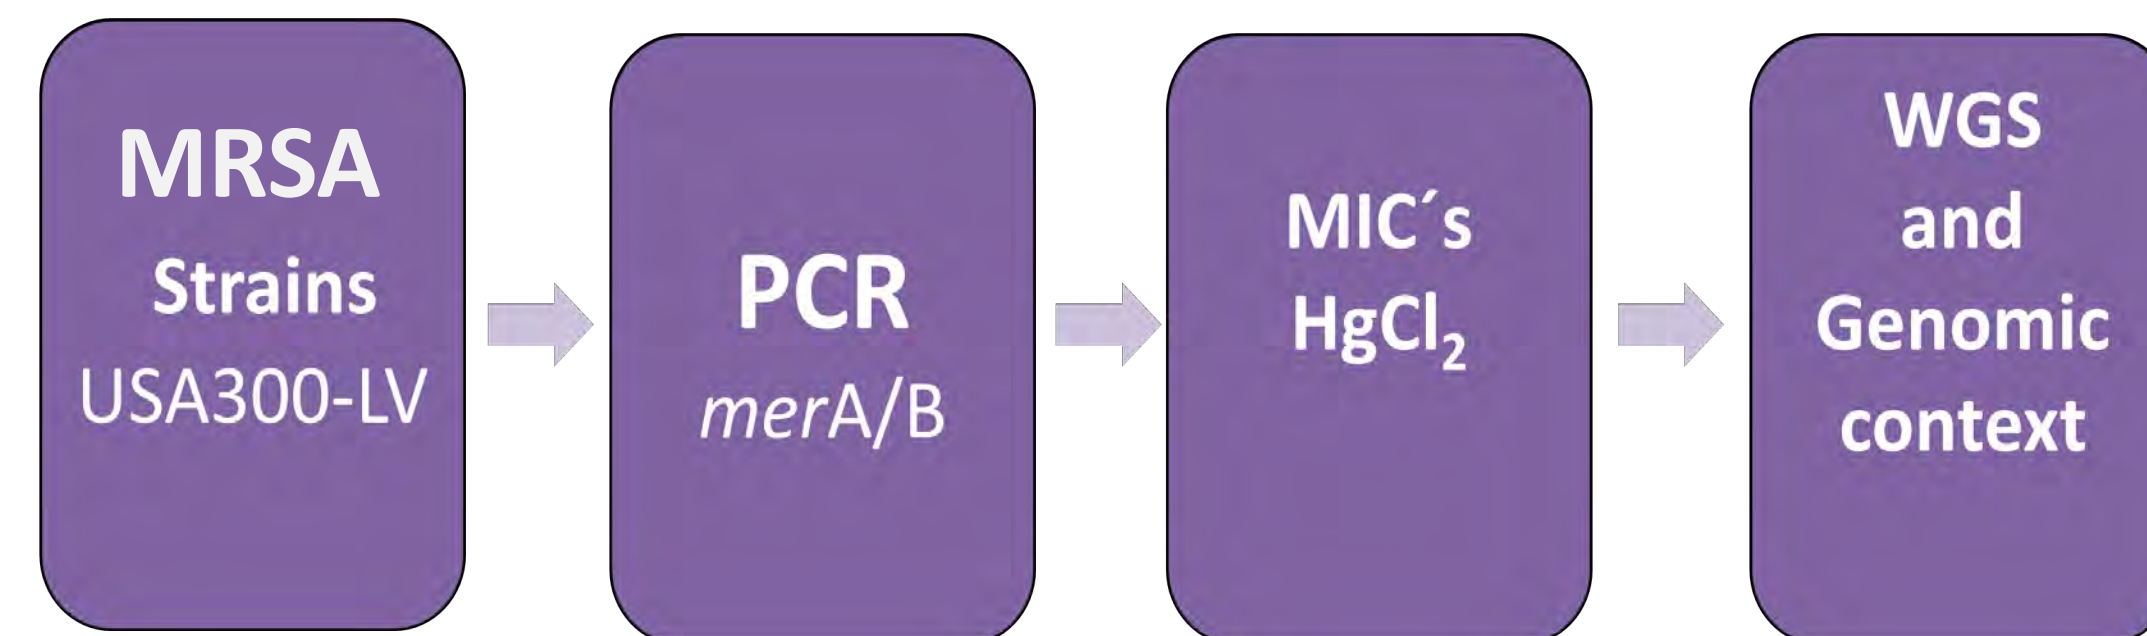 MRSA
Strains
USA300-LV
PCR
merA/B
MIC´s
HgCl₂
WGS
and
Genomic
context